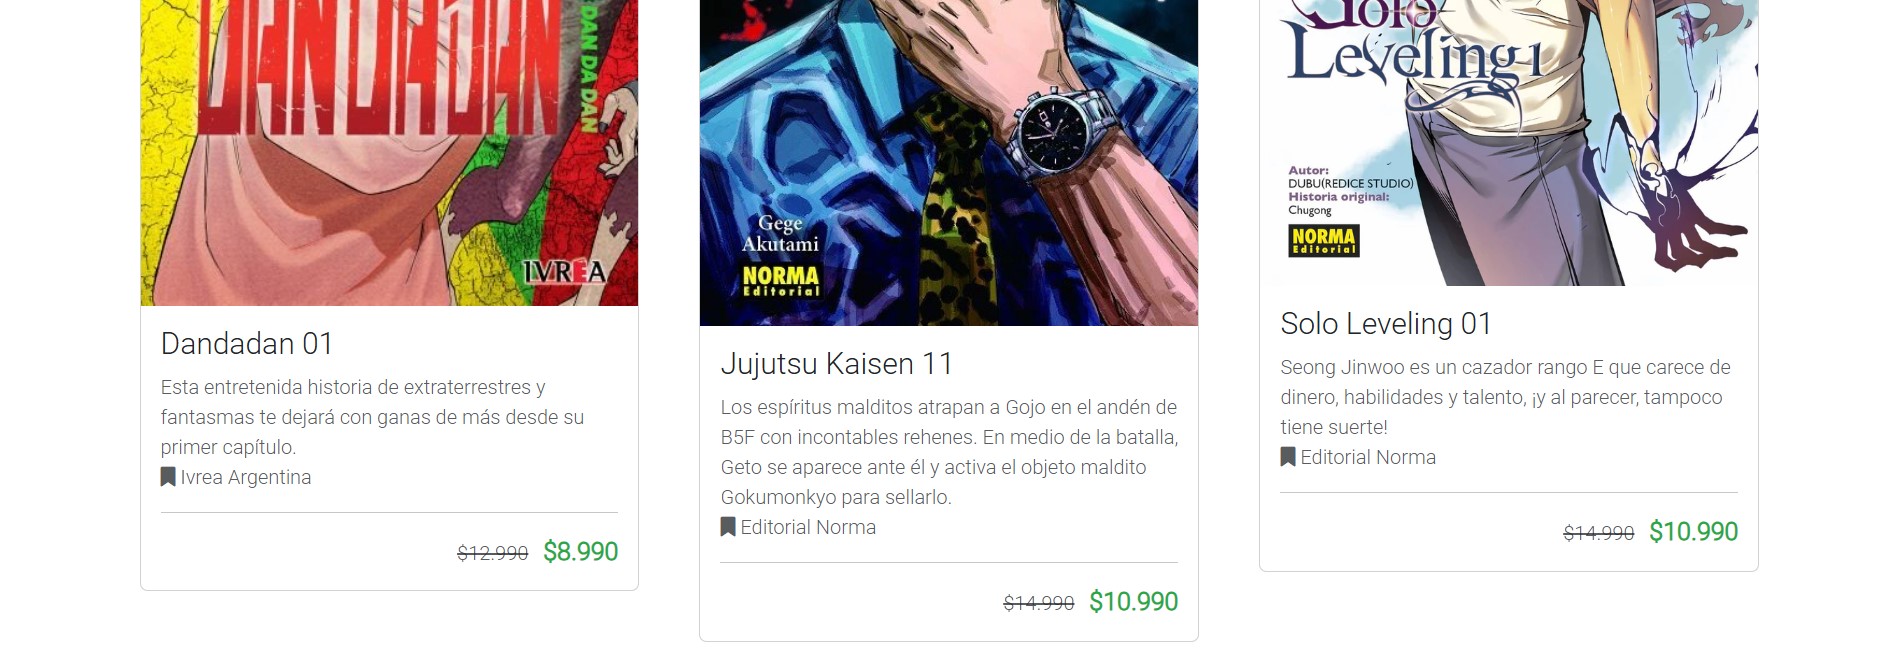 DANDADAN
DAN DA DAN
IVREA
Dandadan 01
Esta entretenida historia de extraterrestres y
fantasmas te dejará con ganas de más desde su
primer capítulo.
Ivrea Argentina
$12.990 $8.990
Gege
Akutami
NORMA
Editorial
Jujutsu Kaisen 11
Los espíritus malditos atrapan a Gojo en el andén de
B5F con incontables rehenes. En medio de la batalla,
Geto se aparece ante él y activa el objeto maldito
Gokumonkyo para sellarlo.
Editorial Norma
$14.990 $10.990
Solo
Leveling 1
Autor:
DUBU(REDICE STUDIO)
Historia original:
Chugong
NORMA
Editorial
Solo Leveling 01
Seong Jinwoo es un cazador rango E que carece de
dinero, habilidades y talento, ¡y al parecer, tampoco
tiene suerte!
Editorial Norma
$14.990 $10.990